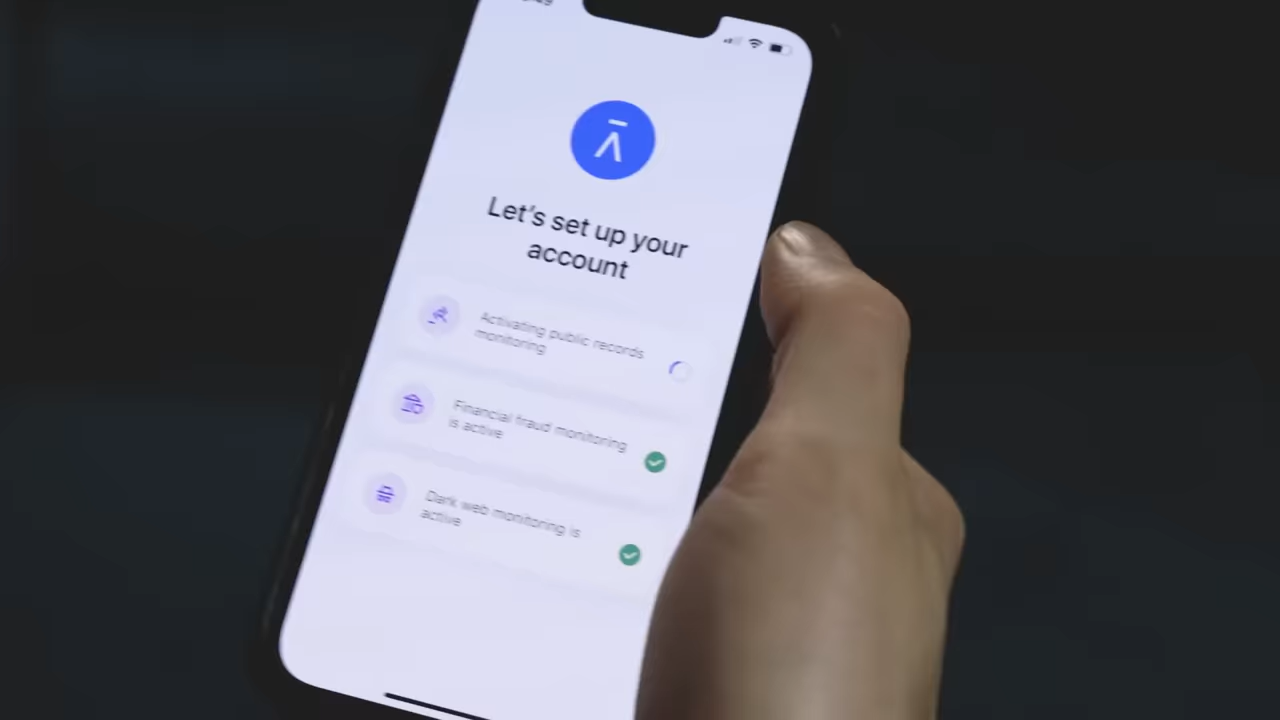 Let's set up your
account
Activating public records
monitoring
Financial fraud monitoring
is active
Dark web monitoring is
active